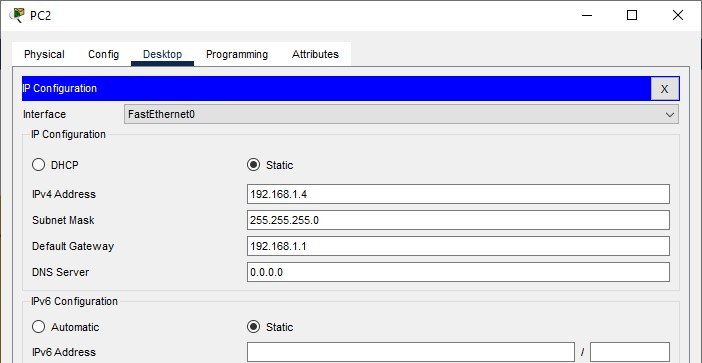 PC2
Physical Config Desktop Programming Attributes
IP Configuration X
Interface FastEthernet0
IP Configuration
DHCP Static
IPv4 Address 192.168.1.4
Subnet Mask 255.255.255.0
Default Gateway 192.168.1.1
DNS Server 0.0.0.0
IPv6 Configuration
Automatic Static
IPv6 Address /